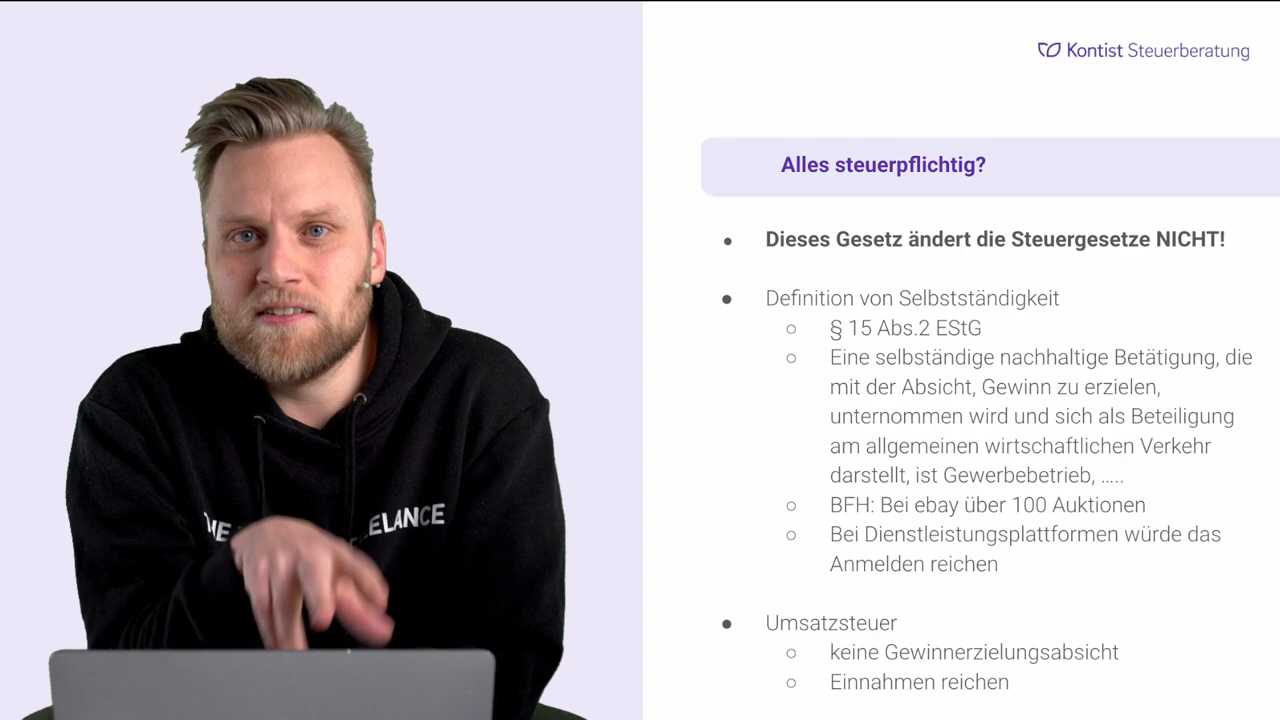 Kontist Steuerberatung
Alles steuerpflichtig?
Dieses Gesetz ändert die Steuergesetze NICHT!
Definition von Selbstständigkeit
§ 15 Abs.2 EStG
Eine selbständige nachhaltige Betätigung, die
mit der Absicht, Gewinn zu erzielen,
unternommen wird und sich als Beteiligung
am allgemeinen wirtschaftlichen Verkehr
darstellt, ist Gewerbebetrieb, .....
BFH: Bei ebay über 100 Auktionen
Bei Dienstleistungsplattformen würde das
Anmelden reichen
Umsatzsteuer
keine Gewinnerzielungsabsicht
Einnahmen reichen